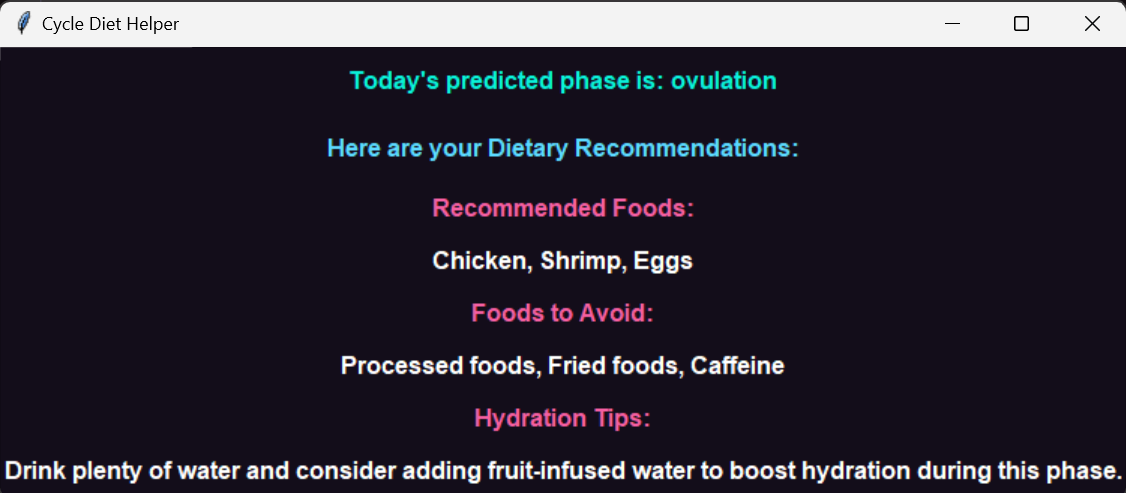 Cycle Diet Helper
Today's predicted phase is: ovulation
Here are your Dietary Recommendations:
Recommended Foods:
Chicken, Shrimp, Eggs
Foods to Avoid:
Processed foods, Fried foods, Caffeine
Hydration Tips:
Drink plenty of water and consider adding fruit-infused water to boost hydration during this phase.